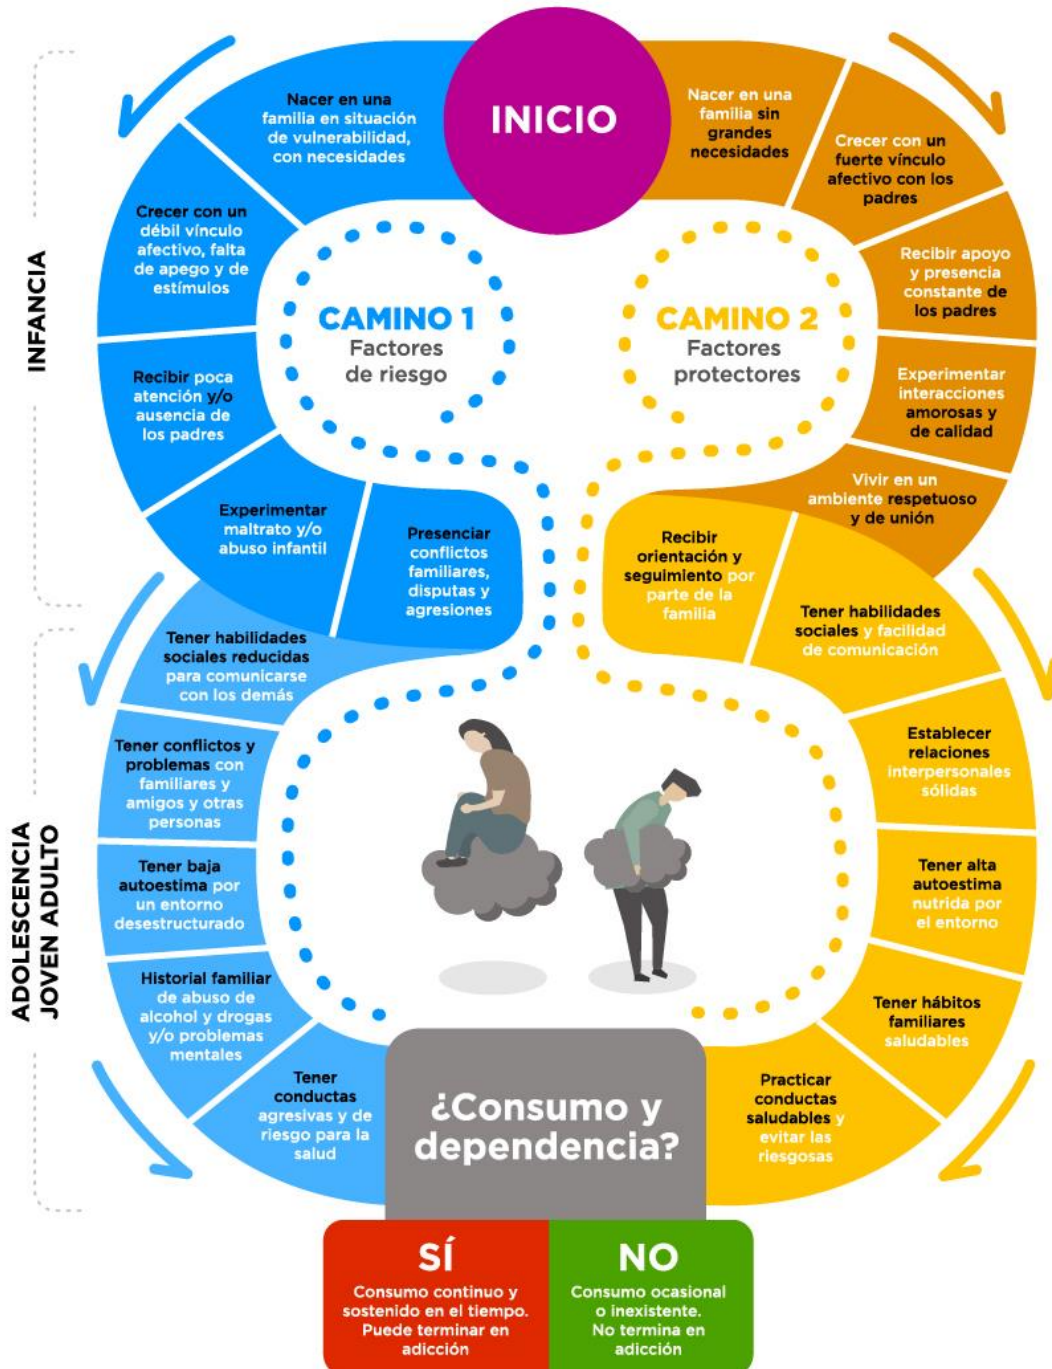 INICIO
INFANCIA
Nacer en una
familia en situación
de vulnerabilidad,
con necesidades
Crecer con un
débil vínculo
afectivo, falta
de apego y de
estímulos
Recibir poca
atención y/o
ausencia de
los padres
Experimentar
maltrato y/o
abuso infantil
Presenciar
conflictos
familiares,
disputas y
agresiones
CAMINO 1
Factores
de riesgo
CAMINO 2
Factores
protectores
Nacer en una
familia sin
grandes
necesidades
Crecer con un
fuerte vínculo
afectivo con los
padres
Recibir apoyo
y presencia
constante de
los padres
Experimentar
interacciones
amorosas y
de calidad
Vivir en un
ambiente respetuoso
y de unión
ADOLESCENCIA
JOVEN ADULTO
Tener habilidades
sociales reducidas
para comunicarse
con los demás
Tener conflictos y
problemas con
familiares y
amigos y otras
personas
Tener baja
autoestima por
un entorno
desestructurado
Historial familiar
de abuso de
alcohol y drogas
y/o problemas
mentales
Tener
conductas
agresivas y de
riesgo para la
salud
Recibir
orientación y
seguimiento por
parte de la
familia
Tener habilidades
sociales y facilidad
de comunicación
Establecer
relaciones
interpersonales
sólidas
Tener alta
autoestima
nutrida por
el entorno
Tener hábitos
familiares
saludables
Practicar
conductas
saludables y
evitar las
riesgosas
¿Consumo y
dependencia?
SÍ
Consumo continuo y
sostenido en el tiempo.
Puede terminar en
adicción
NO
Consumo ocasional
o inexistente.
No termina en
adicción